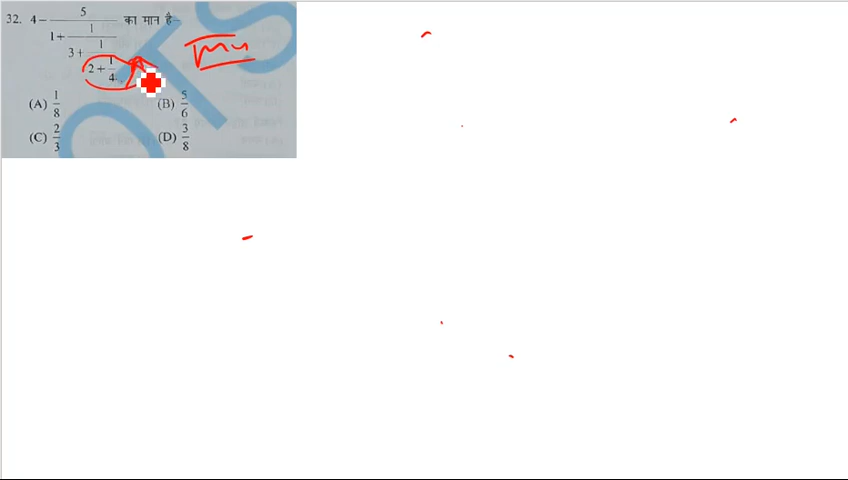 32. 4 − 5 / (1 + 1 / (3 + 1 / (2 + 1/4))) का मान है-
(A) 1/8 (B) 5/6
(C) 2/3 (D) 3/8